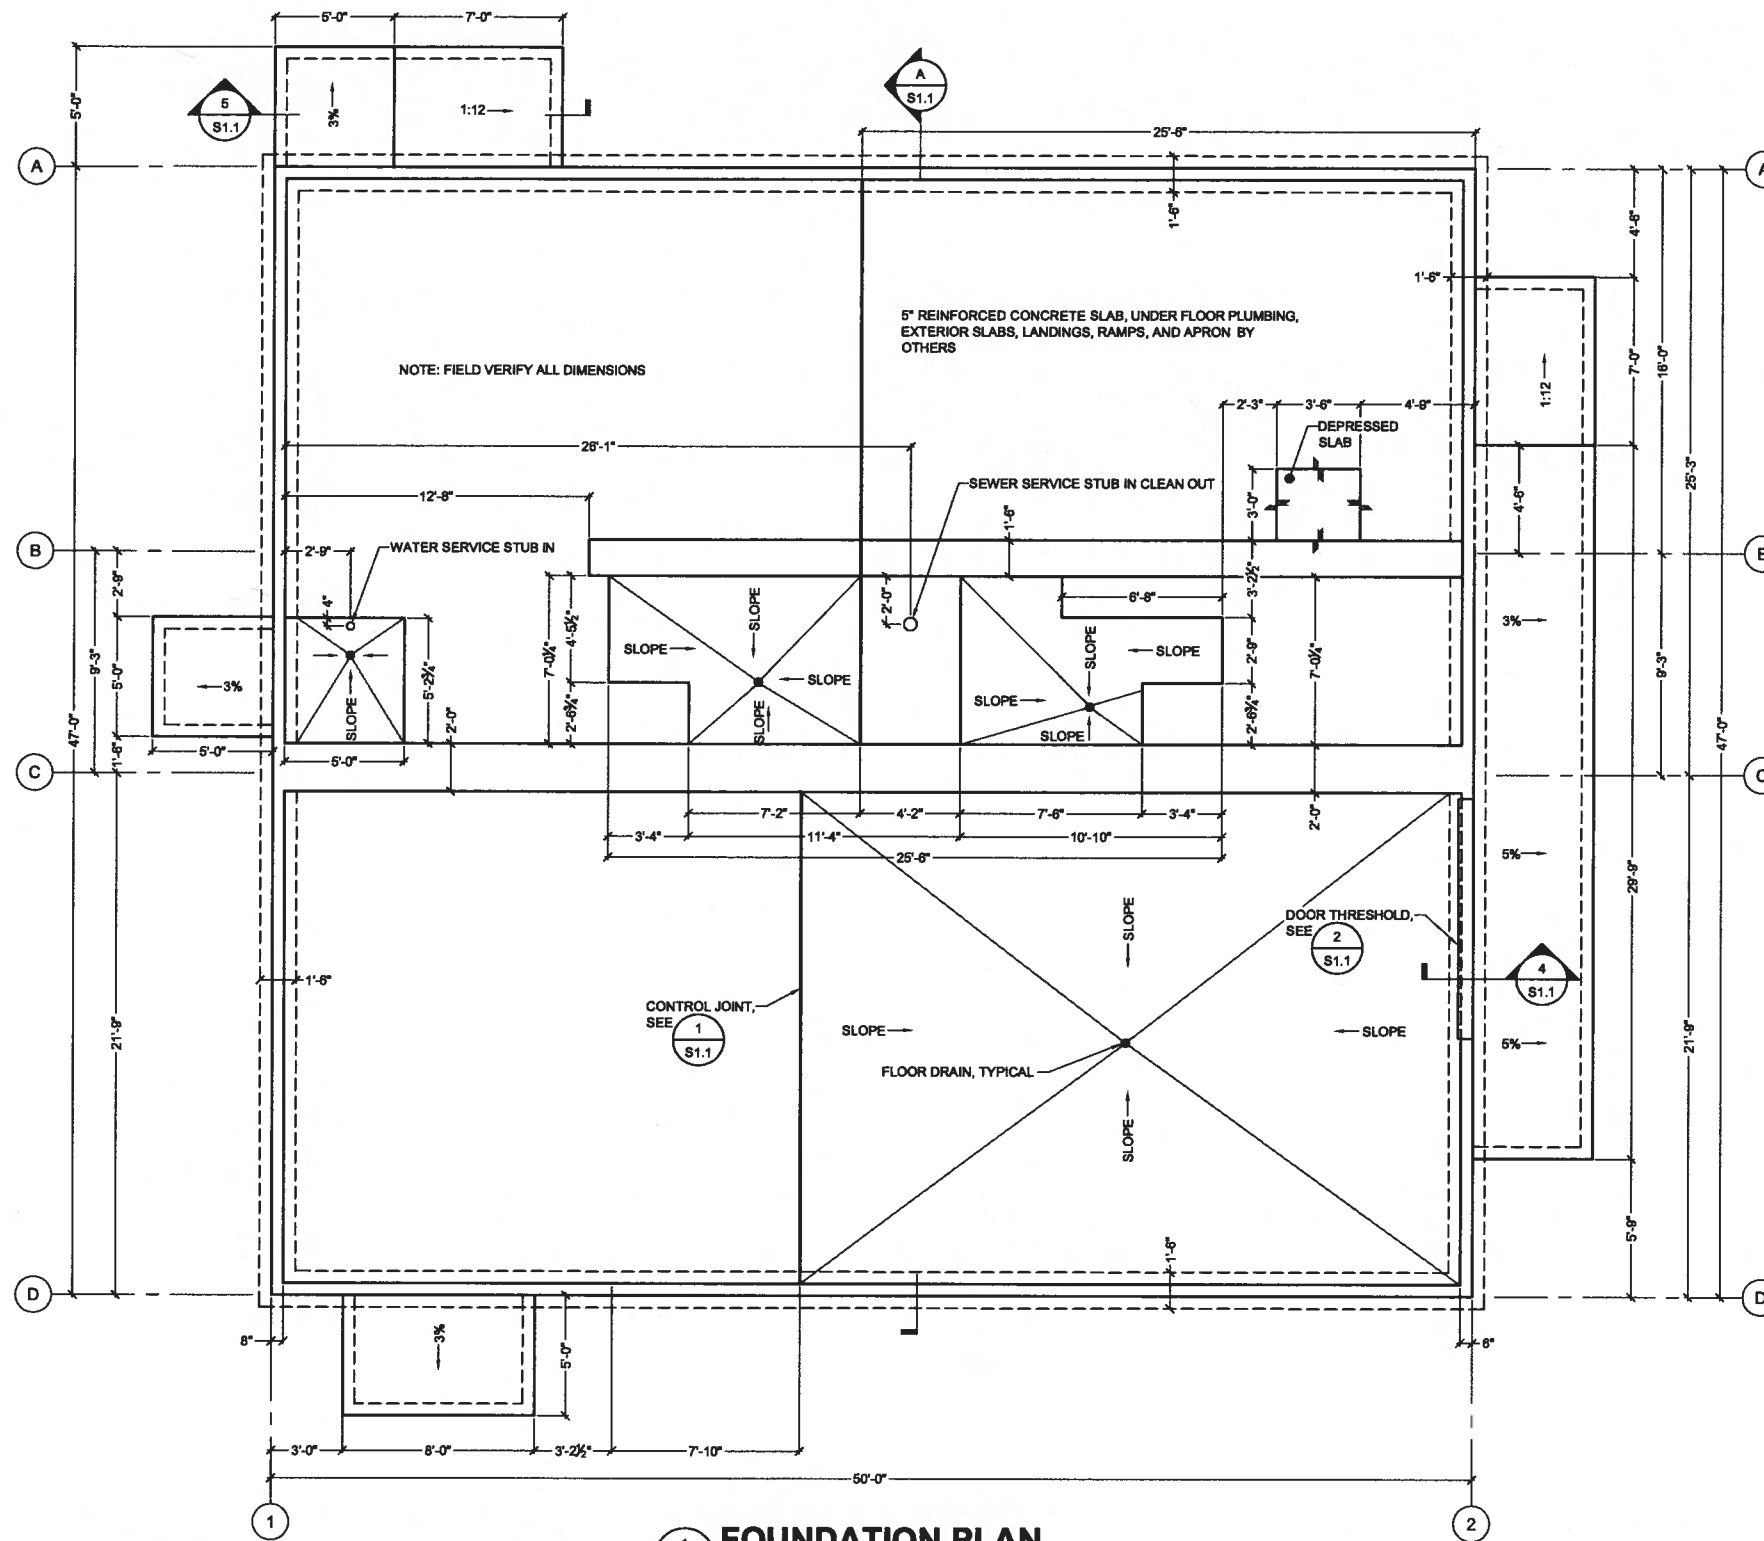 5'-0"
7'-0"
5'-0"
5
S1.1
3%
1:12
A
S1.1
25'-6"
A
A
1'-6"
4'-6"
1'-6"
5" REINFORCED CONCRETE SLAB, UNDER FLOOR PLUMBING,
EXTERIOR SLABS, LANDINGS, RAMPS, AND APRON BY
OTHERS
NOTE: FIELD VERIFY ALL DIMENSIONS
7'-0"
16'-0"
1:12
2'-3"
3'-6"
4'-9"
DEPRESSED
SLAB
26'-1"
25'-3"
12'-8"
SEWER SERVICE STUB IN CLEAN OUT
3'-0"
1'-6"
4'-6"
B
2'-9"
WATER SERVICE STUB IN
2'-9"
4"
SLOPE
2'-0"
3'-2½"
6'-8"
3%
4'-5½"
7'-0¼"
SLOPE
SLOPE
SLOPE
SLOPE
2'-9"
7'-0¼"
9'-3"
5'-0"
3%
5'-2¼"
SLOPE
SLOPE
9'-3"
SLOPE
2'-6¾"
SLOPE
SLOPE
2'-6¾"
47'-0"
1'-6"
5'-0"
5'-0"
2'-0"
47'-0"
C
7'-2"
4'-2"
7'-6"
3'-4"
2'-0"
3'-4"
11'-4"
10'-10"
25'-6"
5%
29'-9"
SLOPE
DOOR THRESHOLD,
SEE
2
S1.1
4
S1.1
1'-6"
CONTROL JOINT,
SEE
1
S1.1
SLOPE
SLOPE
5%
21'-9"
21'-9"
FLOOR DRAIN, TYPICAL
SLOPE
1'-6"
5'-9"
D
D
8"
3%
5'-0"
3'-0"
8'-0"
3'-2½"
7'-10"
50'-0"
1
2
FOUNDATION PLAN